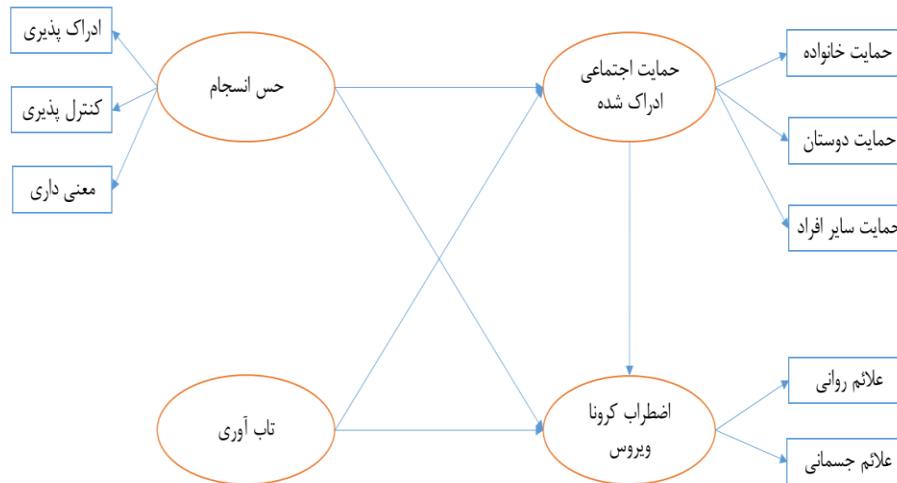 ادراک پذیری
کنترل پذیری
معنی داری
حس انسجام
حمایت اجتماعی
ادراک شده
حمایت خانواده
حمایت دوستان
حمایت سایر افراد
تاب آوری
اضطراب کرونا
ویروس
علائم روانی
علائم جسمانی